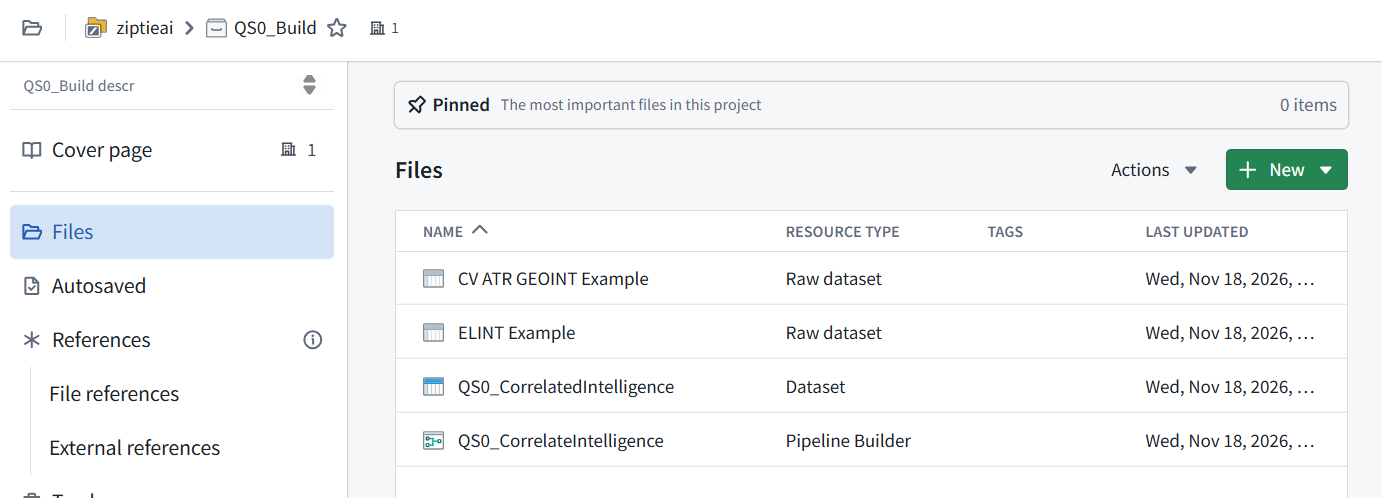 ziptieai > QS0_Build 1
QS0_Build descr
Cover page 1
Files
Autosaved
References
File references
External references
Pinned The most important files in this project 0 items
Files Actions New
NAME RESOURCE TYPE TAGS LAST UPDATED
CV ATR GEOINT Example Raw dataset Wed, Nov 18, 2026, …
ELINT Example Raw dataset Wed, Nov 18, 2026, …
QS0_CorrelatedIntelligence Dataset Wed, Nov 18, 2026, …
QS0_CorrelateIntelligence Pipeline Builder Wed, Nov 18, 2026, …